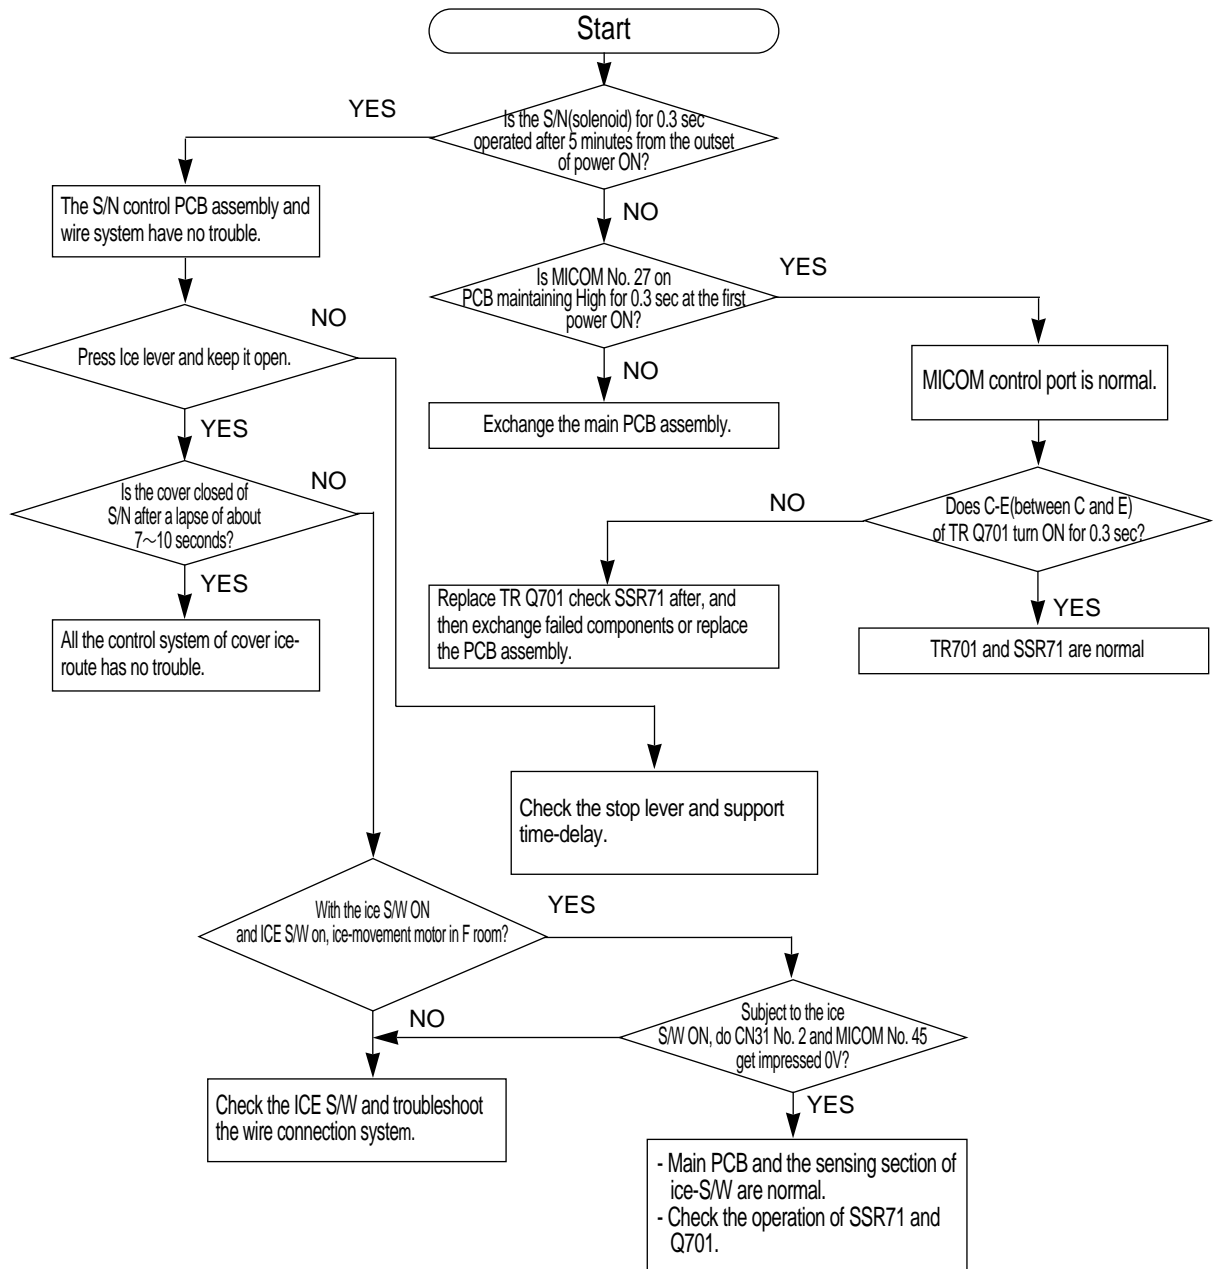 Start
YES
Is the S/N(solenoid) for 0.3 sec
operated after 5 minutes from the outset
of power ON?
The S/N control PCB assembly and
wire system have no trouble.
NO
Is MICOM No. 27 on
PCB maintaining High for 0.3 sec at the first
power ON?
YES
NO
Press Ice lever and keep it open.
MICOM control port is normal.
NO
Exchange the main PCB assembly.
YES
Is the cover closed of
S/N after a lapse of about
7~10 seconds?
NO
Does C-E(between C and E)
of TR Q701 turn ON for 0.3 sec?
NO
YES
Replace TR Q701 check SSR71 after, and
then exchange failed components or replace
the PCB assembly.
YES
All the control system of cover ice-
route has no trouble.
TR701 and SSR71 are normal
Check the stop lever and support
time-delay.
With the ice S/W ON
and ICE S/W on, ice-movement motor in F room?
YES
Subject to the ice
S/W ON, do CN31 No. 2 and MICOM No. 45
get impressed 0V?
NO
Check the ICE S/W and troubleshoot
the wire connection system.
YES
- Main PCB and the sensing section of
ice-S/W are normal.
- Check the operation of SSR71 and
Q701.